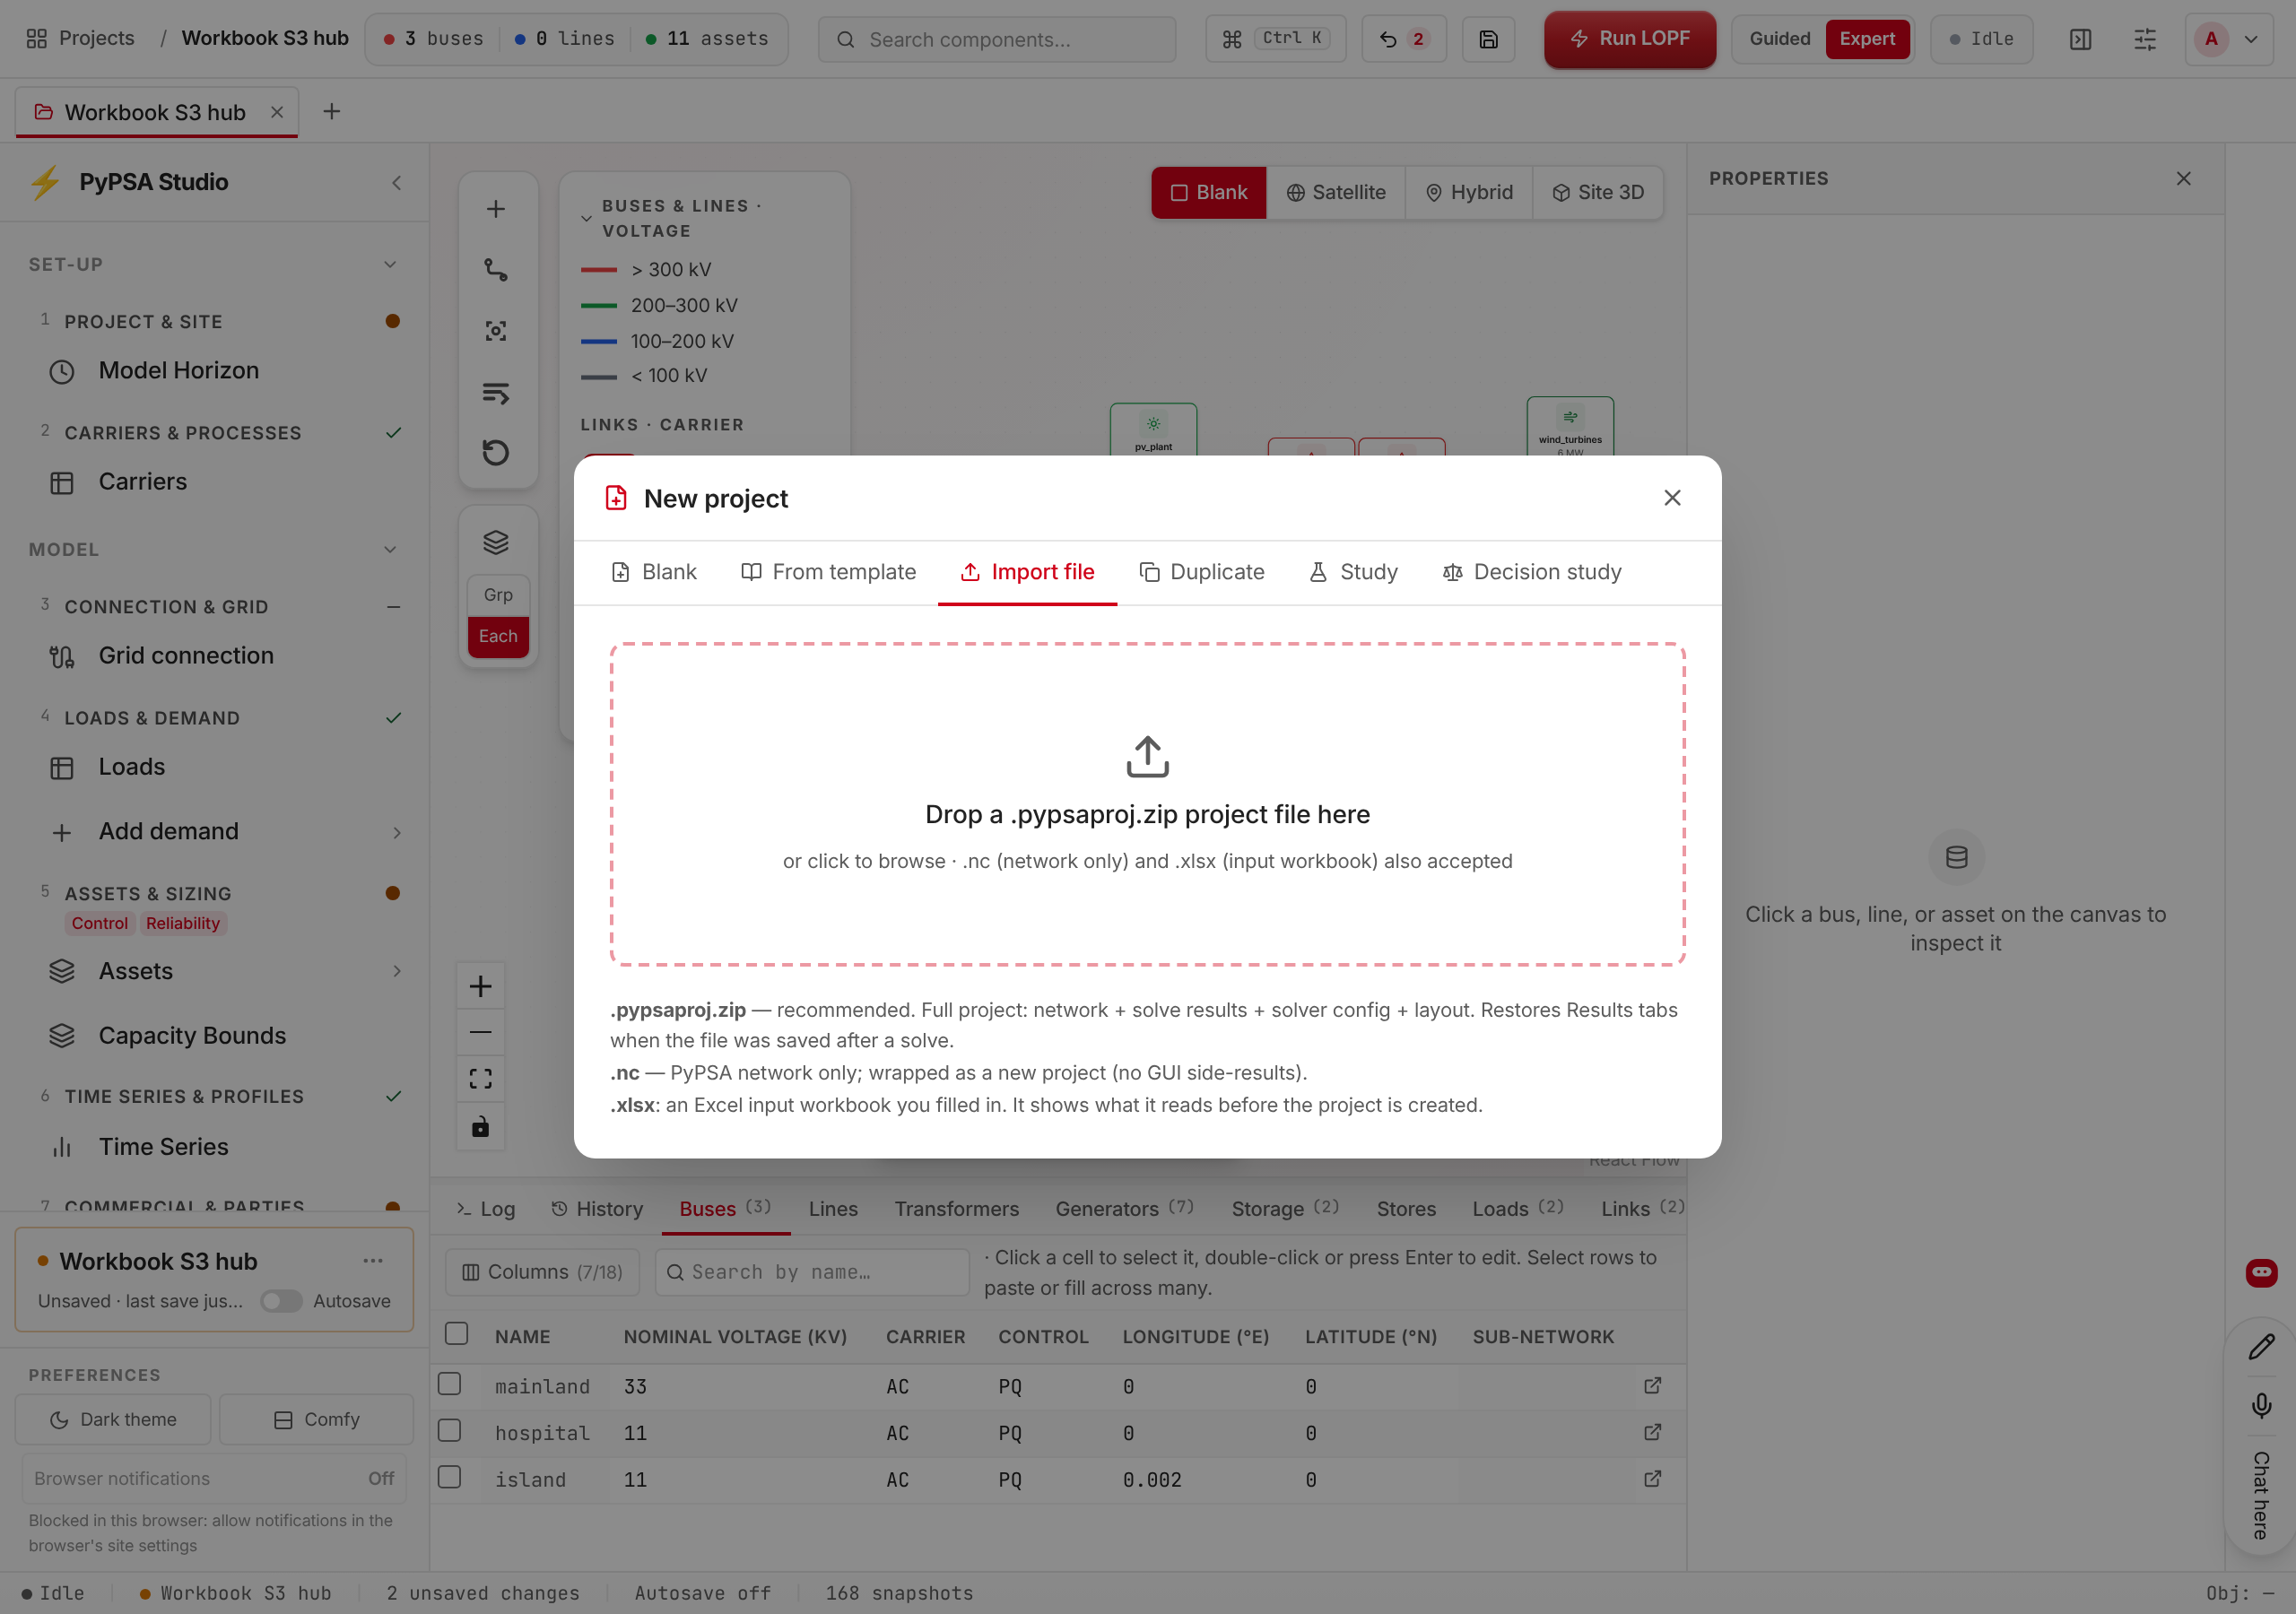 Projects / Workbook S3 hub
3 buses
0 lines
11 assets
Search components...
Ctrl K
2
Run LOPF
Guided
Expert
Idle
A
Workbook S3 hub
PyPSA Studio
SET-UP
1 PROJECT & SITE
Model Horizon
2 CARRIERS & PROCESSES
Carriers
MODEL
3 CONNECTION & GRID
Grid connection
4 LOADS & DEMAND
Loads
Add demand
5 ASSETS & SIZING
Control Reliability
Assets
Capacity Bounds
6 TIME SERIES & PROFILES
Time Series
7 COMMERCIAL & PARTIES
Workbook S3 hub
Unsaved · last save jus... Autosave
PREFERENCES
Dark theme
Comfy
Browser notifications Off
Blocked in this browser: allow notifications in the
browser's site settings
Grp
Each
BUSES & LINES ·
VOLTAGE
> 300 kV
200–300 kV
100–200 kV
< 100 kV
LINKS · CARRIER
Blank
Satellite
Hybrid
Site 3D
pv_plant
wind_turbines
6 MW
PROPERTIES
Click a bus, line, or asset on the canvas to
inspect it
New project
Blank
From template
Import file
Duplicate
Study
Decision study
Drop a .pypsaproj.zip project file here
or click to browse · .nc (network only) and .xlsx (input workbook) also accepted
.pypsaproj.zip — recommended. Full project: network + solve results + solver config + layout. Restores Results tabs
when the file was saved after a solve.
.nc — PyPSA network only; wrapped as a new project (no GUI side-results).
.xlsx: an Excel input workbook you filled in. It shows what it reads before the project is created.
React Flow
Log
History
Buses (3)
Lines
Transformers
Generators (7)
Storage (2)
Stores
Loads (2)
Links (2)
Columns (7/18)
Search by name…
· Click a cell to select it, double-click or press Enter to edit. Select rows to
paste or fill across many.
NAME NOMINAL VOLTAGE (KV) CARRIER CONTROL LONGITUDE (°E) LATITUDE (°N) SUB-NETWORK
mainland 33 AC PQ 0 0
hospital 11 AC PQ 0 0
island 11 AC PQ 0.002 0
Chat here
Idle
Workbook S3 hub
2 unsaved changes
Autosave off
168 snapshots
Obj: —